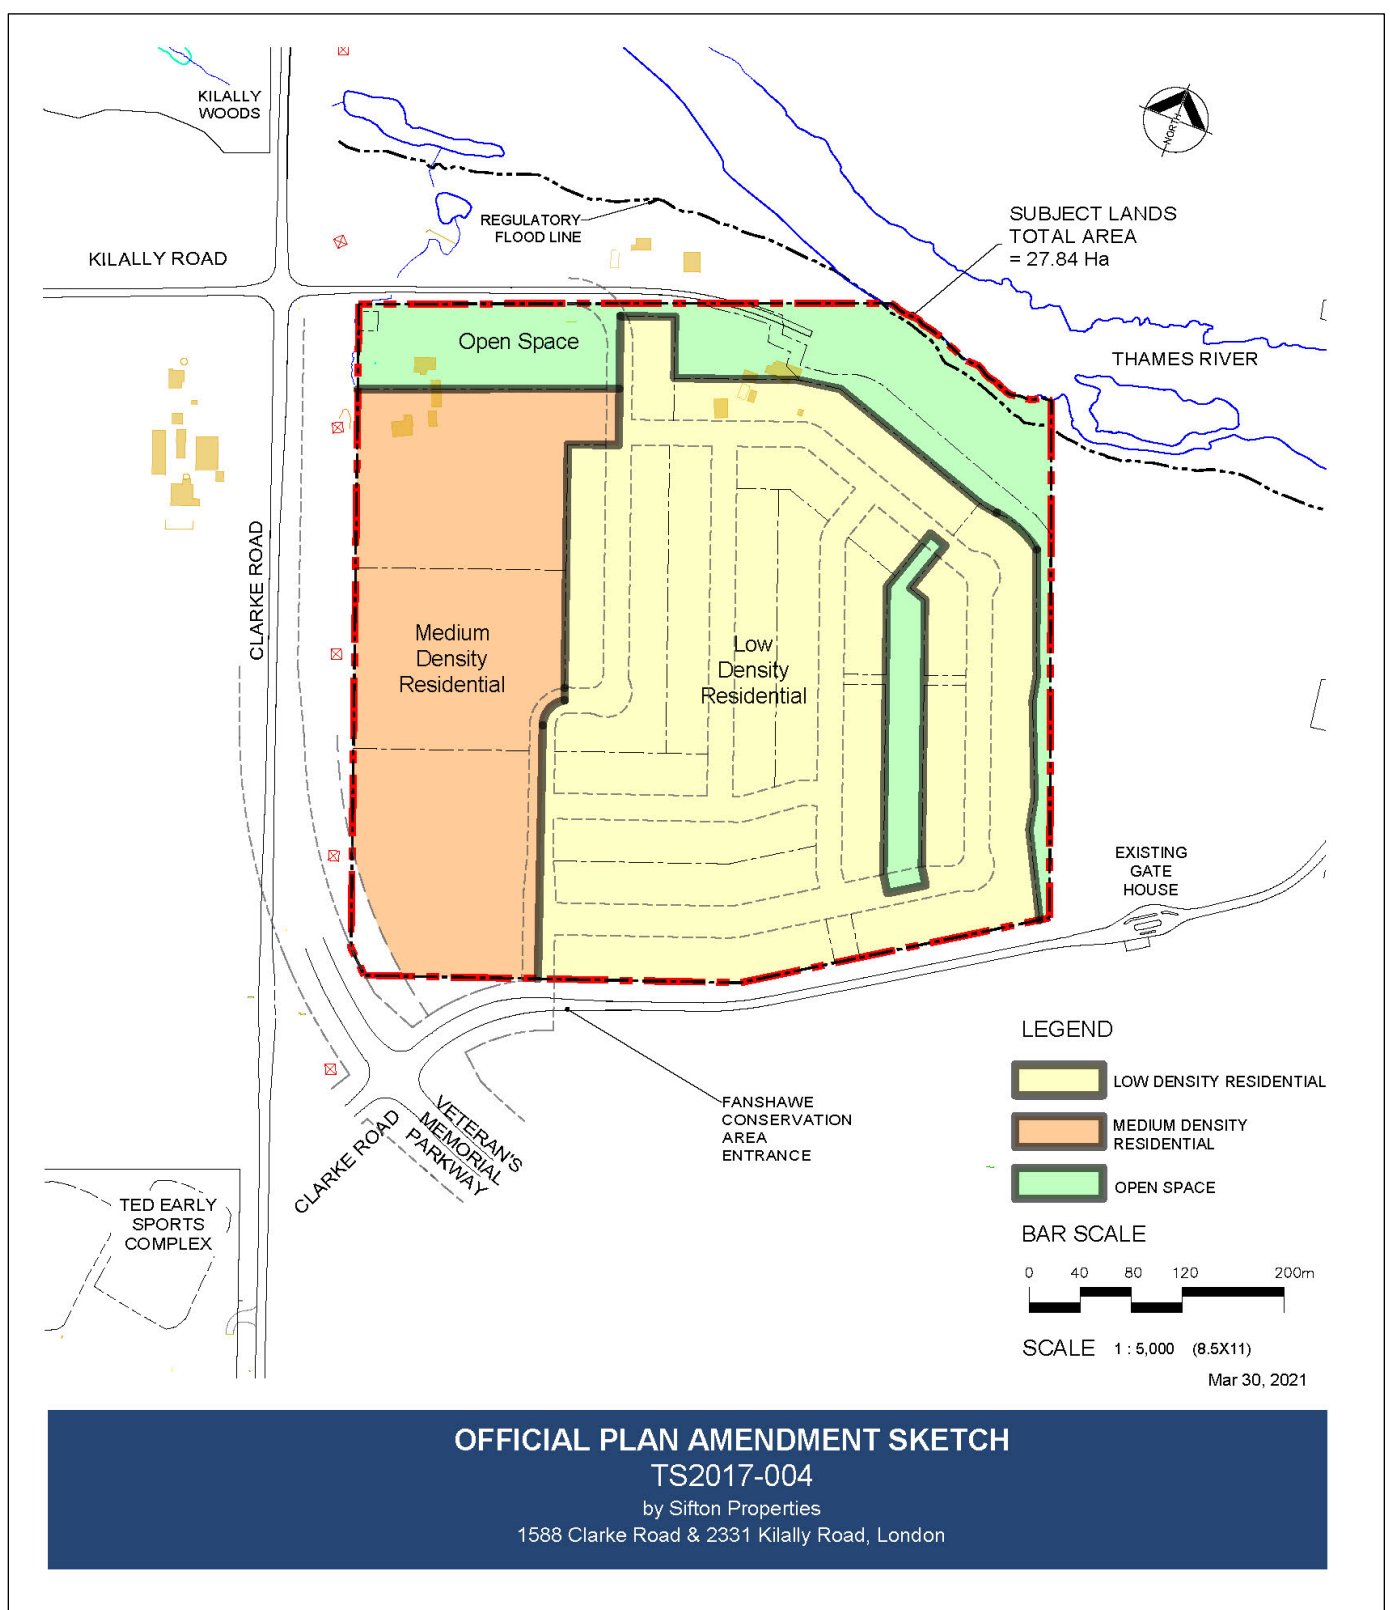 KILALLY
WOODS
NORTH
REGULATORY
FLOOD LINE
SUBJECT LANDS
TOTAL AREA
= 27.84 Ha
KILALLY ROAD
Open Space
THAMES RIVER
CLARKE ROAD
Medium
Density
Residential
Low
Density
Residential
EXISTING
GATE
HOUSE
FANSHAWE
CONSERVATION
AREA
ENTRANCE
CLARKE ROAD
VETERAN'S
MEMORIAL
PARKWAY
TED EARLY
SPORTS
COMPLEX
LEGEND
LOW DENSITY RESIDENTIAL
MEDIUM DENSITY
RESIDENTIAL
OPEN SPACE
BAR SCALE
0 40 80 120 200m
SCALE 1 : 5,000 (8.5X11)
Mar 30, 2021
OFFICIAL PLAN AMENDMENT SKETCH
TS2017-004
by Sifton Properties
1588 Clarke Road & 2331 Kilally Road, London